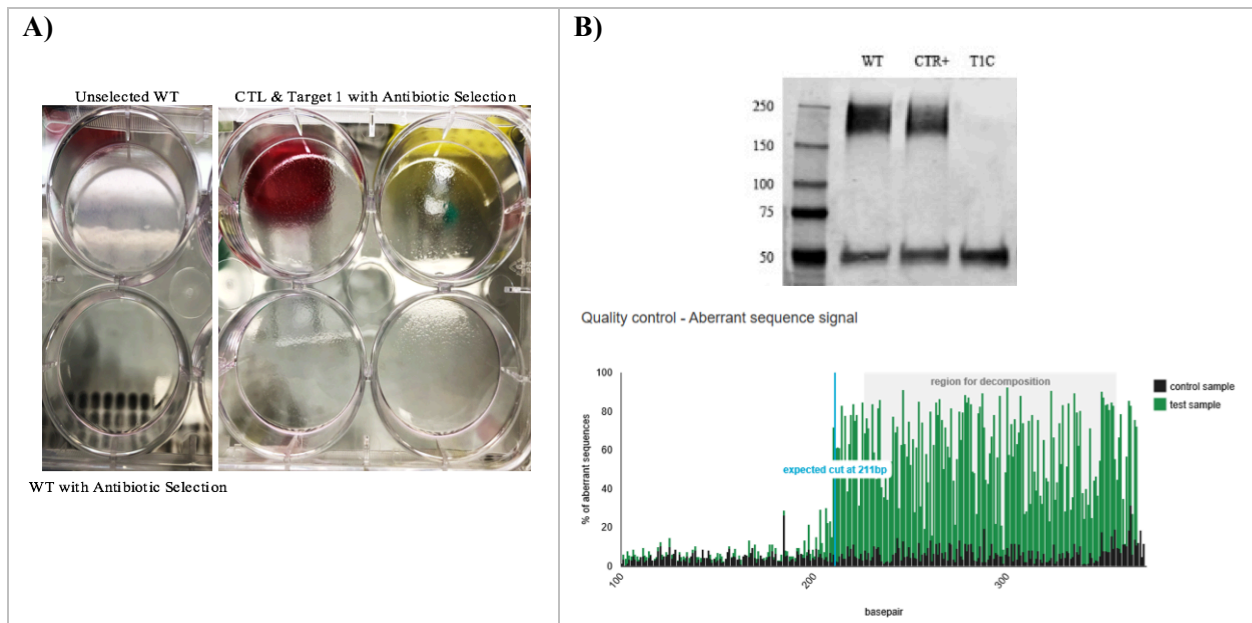 A)
Unselected WT
CTL & Target 1 with Antibiotic Selection
WT with Antibiotic Selection
B)
WT CTR+ T1C
250
150
100
75
50
Quality control - Aberrant sequence signal
100
80
60
40
20
0
% of aberrant sequences
region for decomposition
expected cut at 211bp
control sample
test sample
100
200
300
basepair